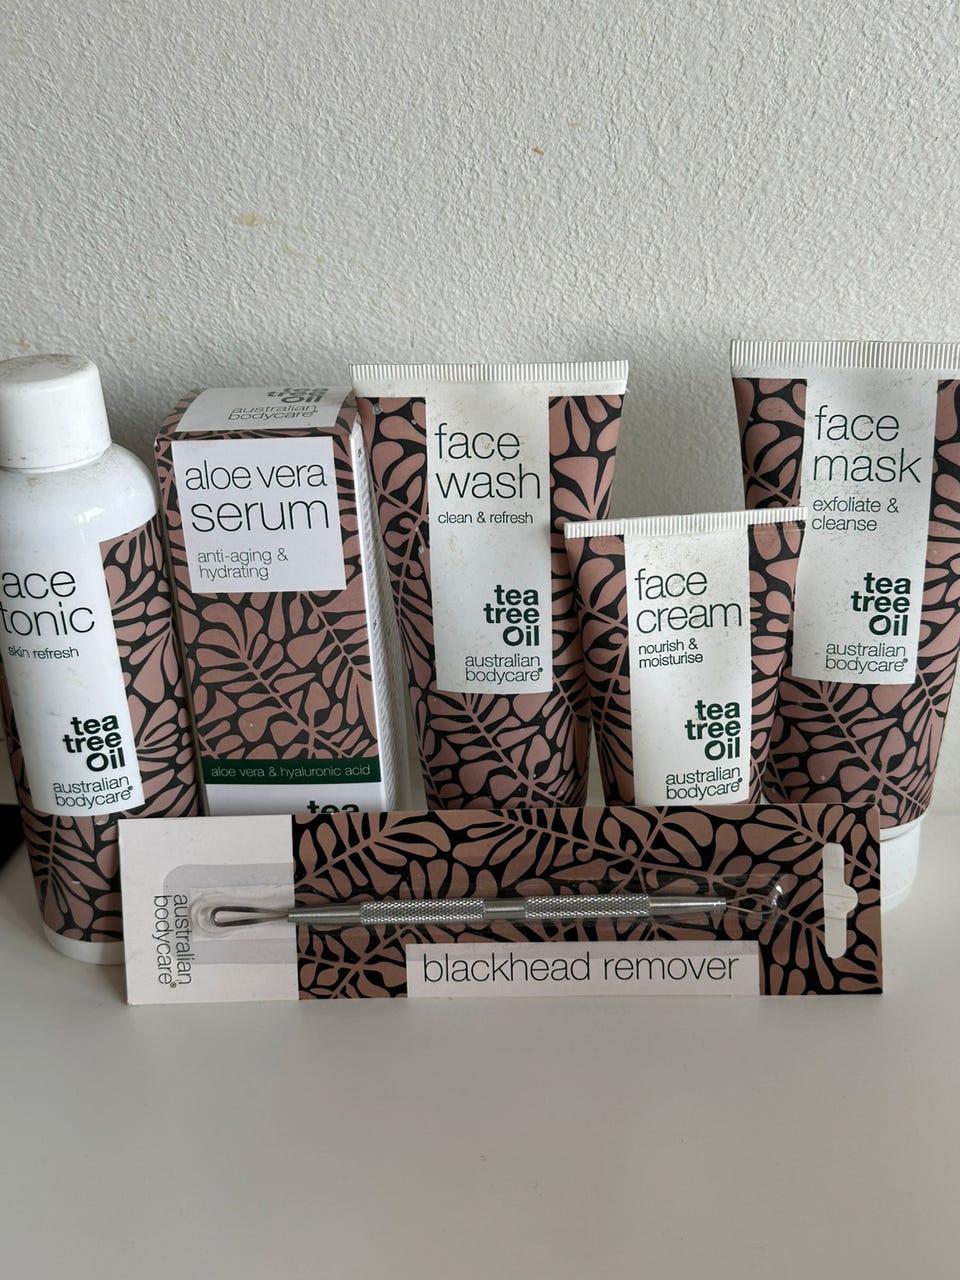 ace
tonic
skin refresh
tea
tree
Oil
australian
bodycare®
tea
tree
Oil
australian
bodycare®
aloe vera
serum
anti-aging &
hydrating
aloe vera & hyaluronic acid
tea
face
wash
clean & refresh
tea
tree
Oil
australian
bodycare®
face
cream
nourish &
moisturise
tea
tree
Oil
australian
bodycare®
face
mask
exfoliate &
cleanse
tea
tree
Oil
australian
bodycare®
australian
bodycare®
blackhead remover